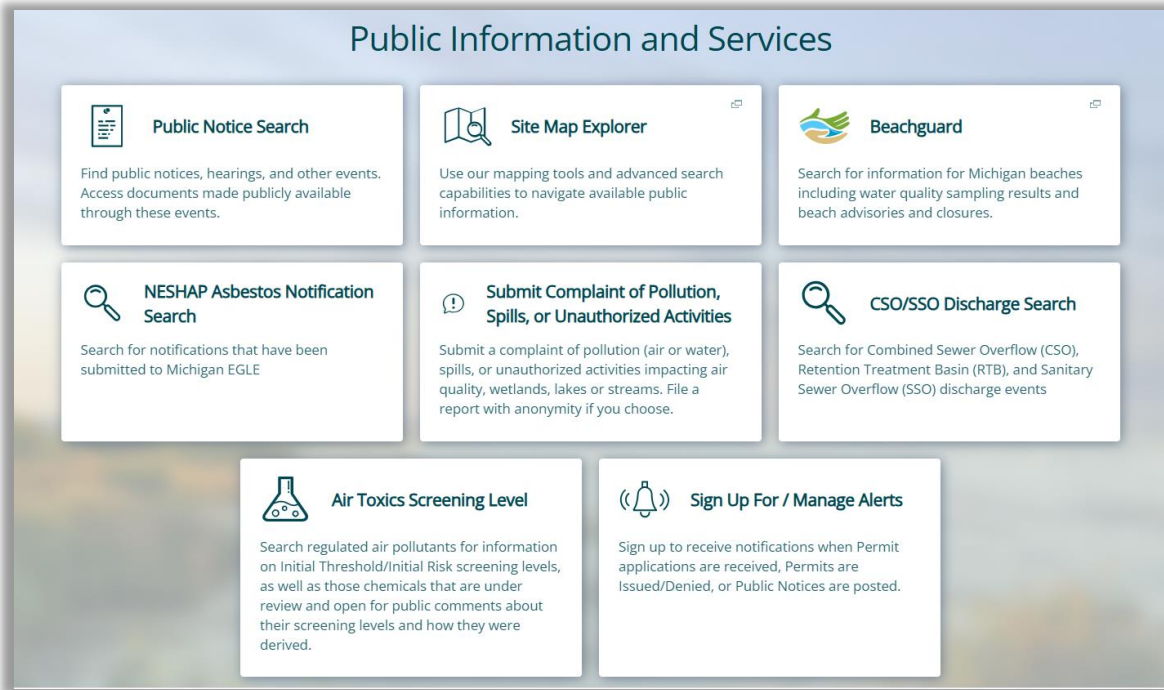 Public Information and Services
Public Notice Search
Find public notices, hearings, and other events.
Access documents made publicly available
through these events.
Site Map Explorer
Use our mapping tools and advanced search
capabilities to navigate available public
information.
Beachguard
Search for information for Michigan beaches
including water quality sampling results and
beach advisories and closures.
NESHAP Asbestos Notification
Search
Search for notifications that have been
submitted to Michigan EGLE
Submit Complaint of Pollution,
Spills, or Unauthorized Activities
Submit a complaint of pollution (air or water),
spills, or unauthorized activities impacting air
quality, wetlands, lakes or streams. File a
report with anonymity if you choose.
CSO/SSO Discharge Search
Search for Combined Sewer Overflow (CSO),
Retention Treatment Basin (RTB), and Sanitary
Sewer Overflow (SSO) discharge events
Air Toxics Screening Level
Search regulated air pollutants for information
on Initial Threshold/Initial Risk screening levels,
as well as those chemicals that are under
review and open for public comments about
their screening levels and how they were
derived.
Sign Up For / Manage Alerts
Sign up to receive notifications when Permit
applications are received, Permits are
Issued/Denied, or Public Notices are posted.